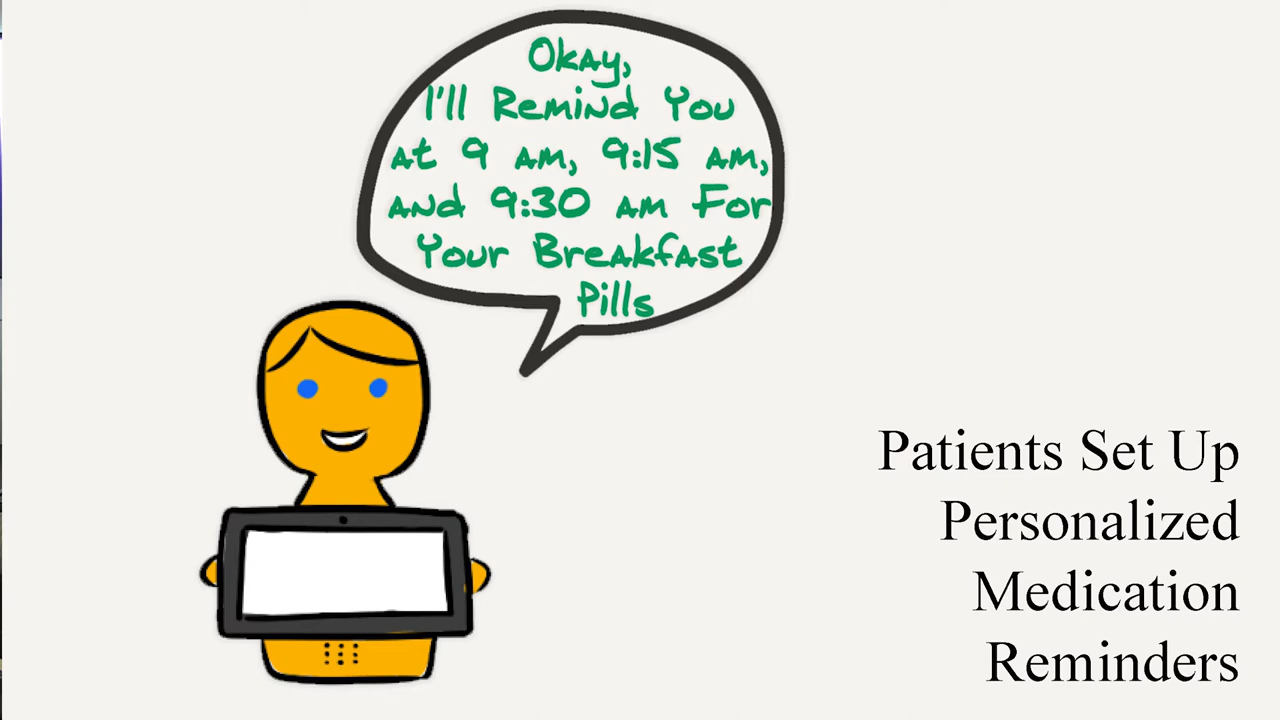 Okay,
I'll Remind You
at 9 am, 9:15 am,
and 9:30 am For
Your Breakfast
Pills
Patients Set Up
Personalized
Medication
Reminders